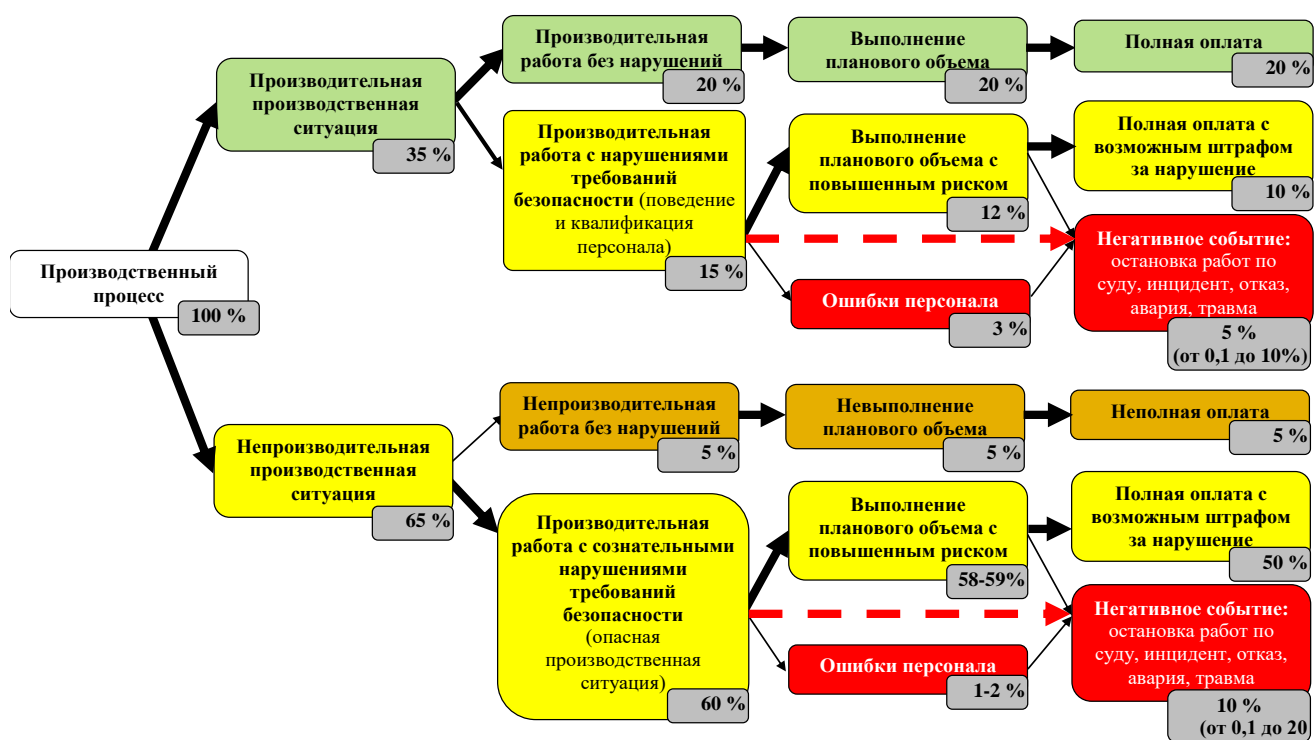 Производственный
процесс
100 %
Производительная
производственная
ситуация
35 %
Производительная
работа без нарушений
20 %
Выполнение
планового объема
20 %
Полная оплата
20 %
Производительная
работа с нарушениями
требований
безопасности (поведение
и квалификация
персонала)
15 %
Выполнение
планового объема с
повышенным риском
12 %
Полная оплата с
возможным штрафом
за нарушение
10 %
Ошибки персонала
3 %
Негативное событие:
остановка работ по
суду, инцидент, отказ,
авария, травма
5 %
(от 0,1 до 10%)
Непроизводительная
производственная
ситуация
65 %
Непроизводительная
работа без нарушений
5 %
Невыполнение
планового объема
5 %
Неполная оплата
5 %
Производительная
работа с сознательными
нарушениями
требований
безопасности
(опасная
производственная
ситуация)
60 %
Выполнение
планового объема с
повышенным риском
58-59%
Полная оплата с
возможным штрафом
за нарушение
50 %
Ошибки персонала
1-2 %
Негативное событие:
остановка работ по
суду, инцидент, отказ,
авария, травма
10 %
(от 0,1 до 20